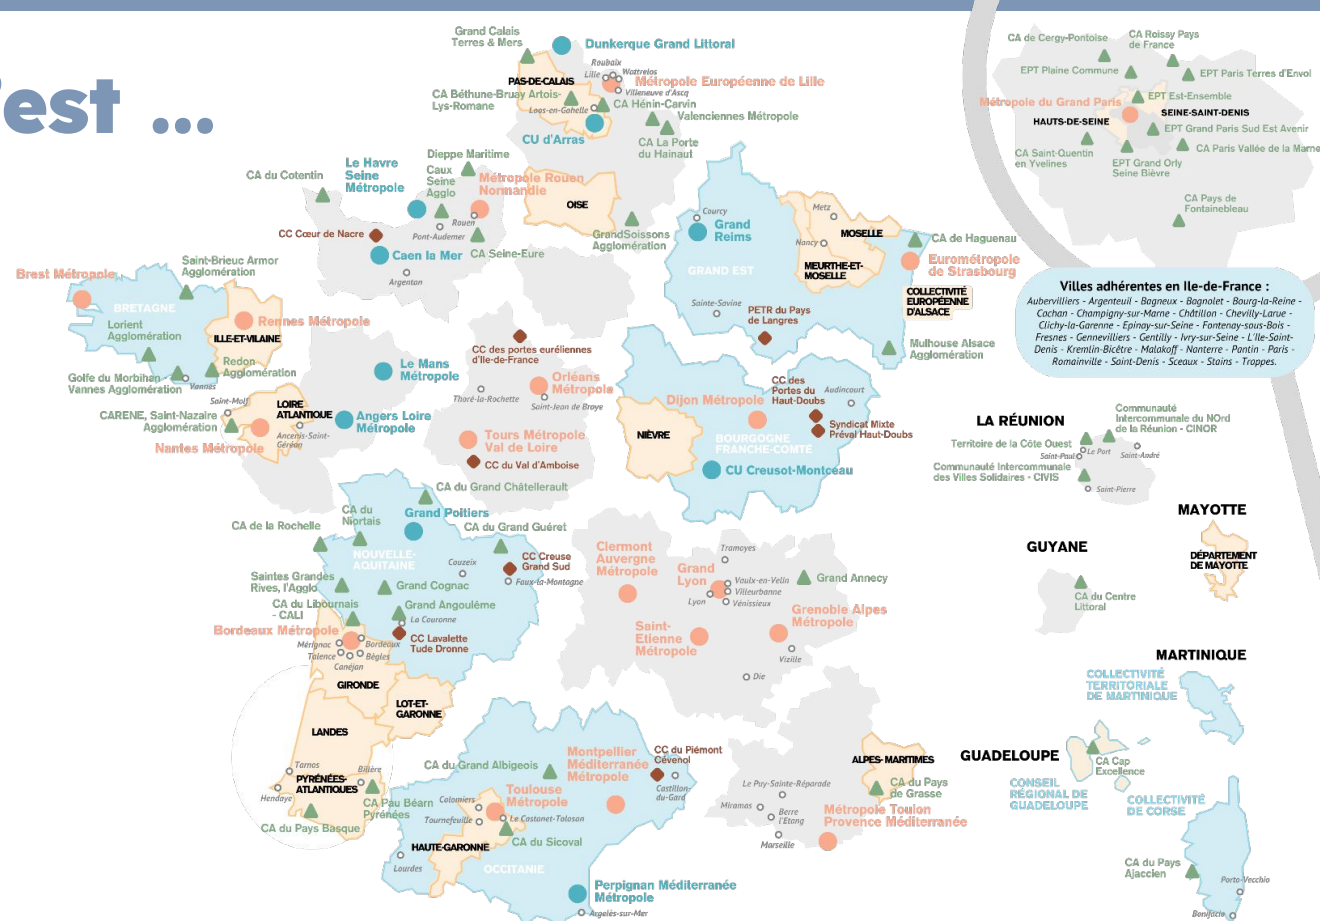 'est ...
Grand Calais
Terres & Mers
Dunkerque Grand Littoral
Roubaix
Lille
Wattrelos
Métropole Européenne de Lille
PAS-DE-CALAIS
Villeneuve d'Ascq
CA Béthune-Bruay Artois-
Lys-Romane
Loos-en-Gohelle
CA Hénin-Carvin
Valenciennes Métropole
CU d'Arras
CA La Porte
du Hainaut
Dieppe Maritime
Le Havre
Seine
Métropole
Caux
Seine
Agglo
Métropole Rouen
Normandie
CA du Cotentin
OISE
Rouen
Pont-Audemer
CC Cœur de Nacre
Caen la Mer
CA Seine-Eure
GrandSoissons
Agglomération
Argentan
Courcy
Grand
Reims
Metz
MOSELLE
Nancy
CA de Haguenau
GRAND EST
MEURTHE-ET-
MOSELLE
Eurométropole
de Strasbourg
COLLECTIVITÉ
EUROPÉENNE
D'ALSACE
Sainte-Savine
PETR du Pays
de Langres
Mulhouse Alsace
Agglomération
CA de Cergy-Pontoise
CA Roissy Pays
de France
EPT Plaine Commune
EPT Paris Terres d'Envol
Métropole du Grand Paris
EPT Est-Ensemble
HAUTS-DE-SEINE
SEINE-SAINT-DENIS
EPT Grand Paris Sud Est Avenir
CA Saint-Quentin
en Yvelines
EPT Grand Orly
Seine Bièvre
CA Paris Vallée de la Marne
CA Pays de
Fontainebleau
Villes adhérentes en Ile-de-France :
Aubervilliers - Argenteuil - Bagneux - Bagnolet - Bourg-la-Reine -
Cachan - Champigny-sur-Marne - Châtillon - Chevilly-Larue -
Clichy-la-Garenne - Epinay-sur-Seine - Fontenay-sous-Bois -
Fresnes - Gennevilliers - Gentilly - Ivry-sur-Seine - L'Ile-Saint-
Denis - Kremlin-Bicêtre - Malakoff - Nanterre - Pantin - Paris -
Romainville - Saint-Denis - Sceaux - Stains - Trappes.
Brest Métropole
Saint-Brieuc Armor
Agglomération
BRETAGNE
Rennes Métropole
Lorient
Agglomération
ILLE-ET-VILAINE
Redon
Agglomération
Golfe du Morbihan -
Vannes Agglomération
Vannes
Saint-Molf
LOIRE
ATLANTIQUE
CARENE, Saint-Nazaire
Agglomération
Ancenis-Saint-
Géréon
Nantes Métropole
Le Mans
Métropole
Angers Loire
Métropole
CC des portes euréliennes
d'Ile-de-France
Thoré-la-Rochette
Orléans
Métropole
Saint-Jean de Braye
Tours Métropole
Val de Loire
CC du Val d'Amboise
NIÈVRE
Dijon Métropole
CC des
Portes du
Haut-Doubs
Audincourt
Syndicat Mixte
Préval Haut-Doubs
BOURGOGNE
FRANCHE-COMTÉ
CU Creusot-Montceau
CA du Grand Châtellerault
Grand Poitiers
CA du
Niortais
CA de la Rochelle
CA du Grand Guéret
NOUVELLE-
AQUITAINE
Couzeix
CC Creuse
Grand Sud
Faux-la-Montagne
Saintes Grandes
Rives, l'Agglo
Grand Cognac
CA du Libournais
- CALI
Grand Angoulême
La Couronne
Bordeaux Métropole
CC Lavalette
Tude Dronne
Mérignac
Bordeaux
Talence
Bègles
Canéjan
GIRONDE
LOT-ET-
GARONNE
LANDES
Tarnos
Bilière
PYRÉNÉES-
ATLANTIQUES
Hendaye
CA Pau Béarn
Pyrénées
CA du Pays Basque
Clermont
Auvergne
Métropole
Tramoyes
Grand
Lyon
Vaulx-en-Velin
Villeurbanne
Lyon
Vénissieux
Grand Annecy
Grenoble Alpes
Métropole
Saint-
Etienne
Métropole
Vizille
Die
Montpellier
Méditerranée
Métropole
CC du Piémont
Cévenol
CA du Grand Albigeois
Castillon-
du-Gard
Toulouse
Métropole
Colomiers
Tournefeuille
Le Castanet-Tolosan
CA du Sicoval
HAUTE-GARONNE
Lourdes
OCCITANIE
Perpignan Méditerranée
Métropole
Argelès-sur-Mer
ALPES- MARITIMES
CA du Pays
de Grasse
Le Puy-Sainte-Réparade
Miramas
Berre
l'Etang
Marseille
Métropole Toulon
Provence Méditerranée
LA RÉUNION
Communauté
Intercommunale du NOrd
de la Réunion - CINOR
Territoire de la Côte Ouest
Saint-Paul
Le Port
Saint-André
Communauté Intercommunale
des Villes Solidaires - CIVIS
Saint-Pierre
MAYOTTE
DÉPARTEMENT
DE MAYOTTE
GUYANE
CA du Centre
Littoral
MARTINIQUE
COLLECTIVITÉ
TERRITORIALE
DE MARTINIQUE
GUADELOUPE
CA Cap
Excellence
CONSEIL
RÉGIONAL DE
GUADELOUPE
COLLECTIVITÉ
DE CORSE
CA du Pays
Ajaccien
Porto-Vecchio
Bonifacio